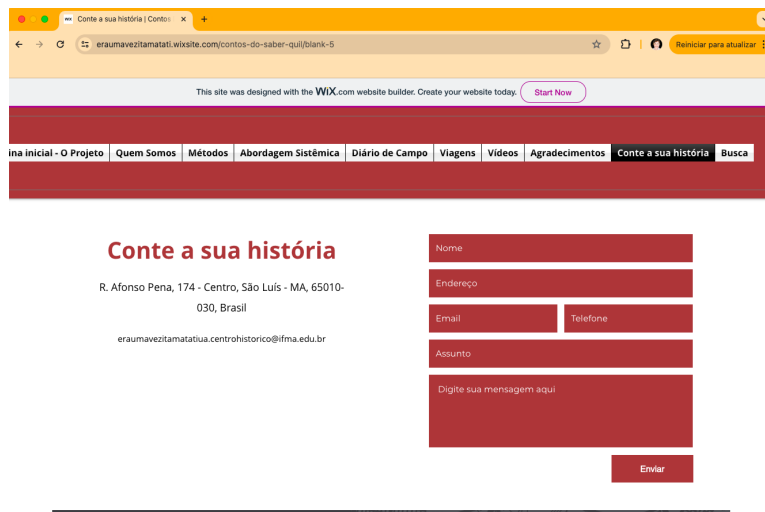 Conte a sua história | Contos
eraumavezitamatati.wixsite.com/contos-do-saber-quil/blank-5
Reiniciar para atualizar
This site was designed with the WiX.com website builder. Create your website today.
Start Now
ina inicial - O Projeto
Quem Somos
Métodos
Abordagem Sistêmica
Diário de Campo
Viagens
Vídeos
Agradecimentos
Conte a sua história
Busca
Conte a sua história
R. Afonso Pena, 174 - Centro, São Luís - MA, 65010-
030, Brasil
eraumavezitamatatiua.centrohistorico@ifma.edu.br
Nome
Endereço
Email
Telefone
Assunto
Digite sua mensagem aqui
Enviar